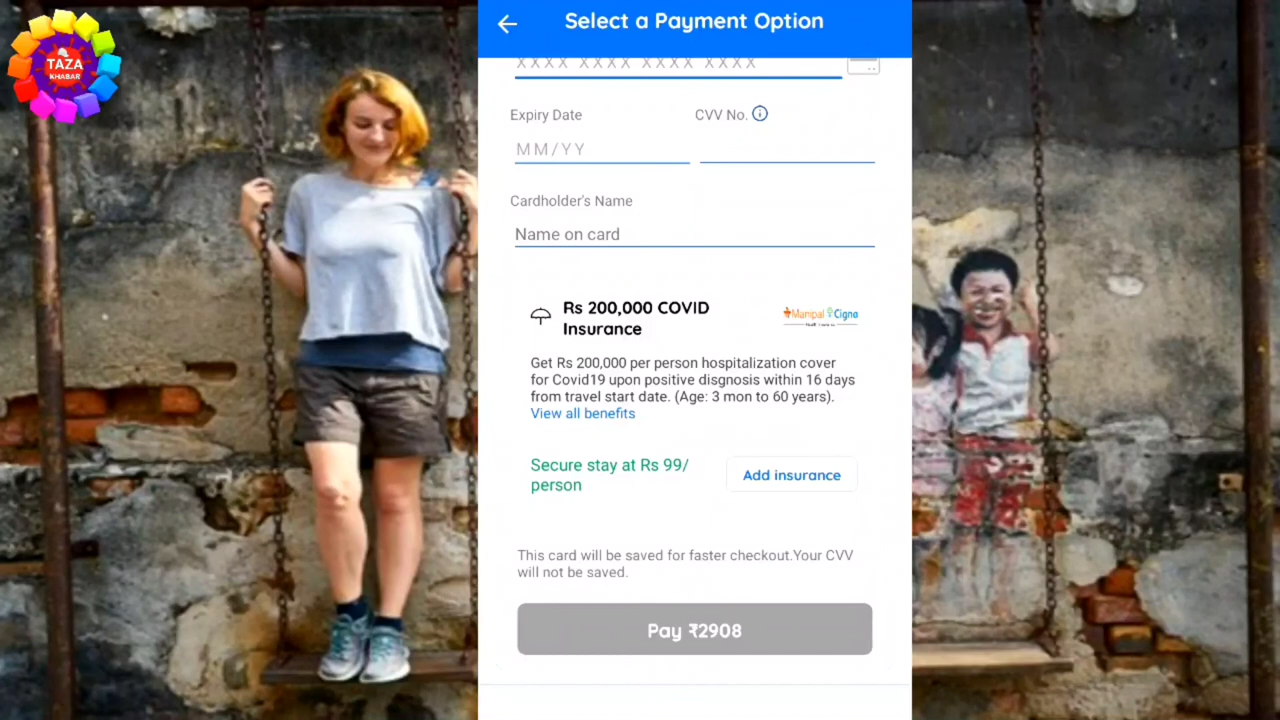 TAZA
KHABAR
Select a Payment Option
XXXX XXXX XXXX XXXX
Expiry Date
CVV No.
MM/YY
Cardholder's Name
Name on card
Rs 200,000 COVID
Insurance
Manipal Cigna
Get Rs 200,000 per person hospitalization cover
for Covid19 upon positive disgnosis within 16 days
from travel start date. (Age: 3 mon to 60 years).
View all benefits
Secure stay at Rs 99/
person
Add insurance
This card will be saved for faster checkout.Your CVV
will not be saved.
Pay ₹2908